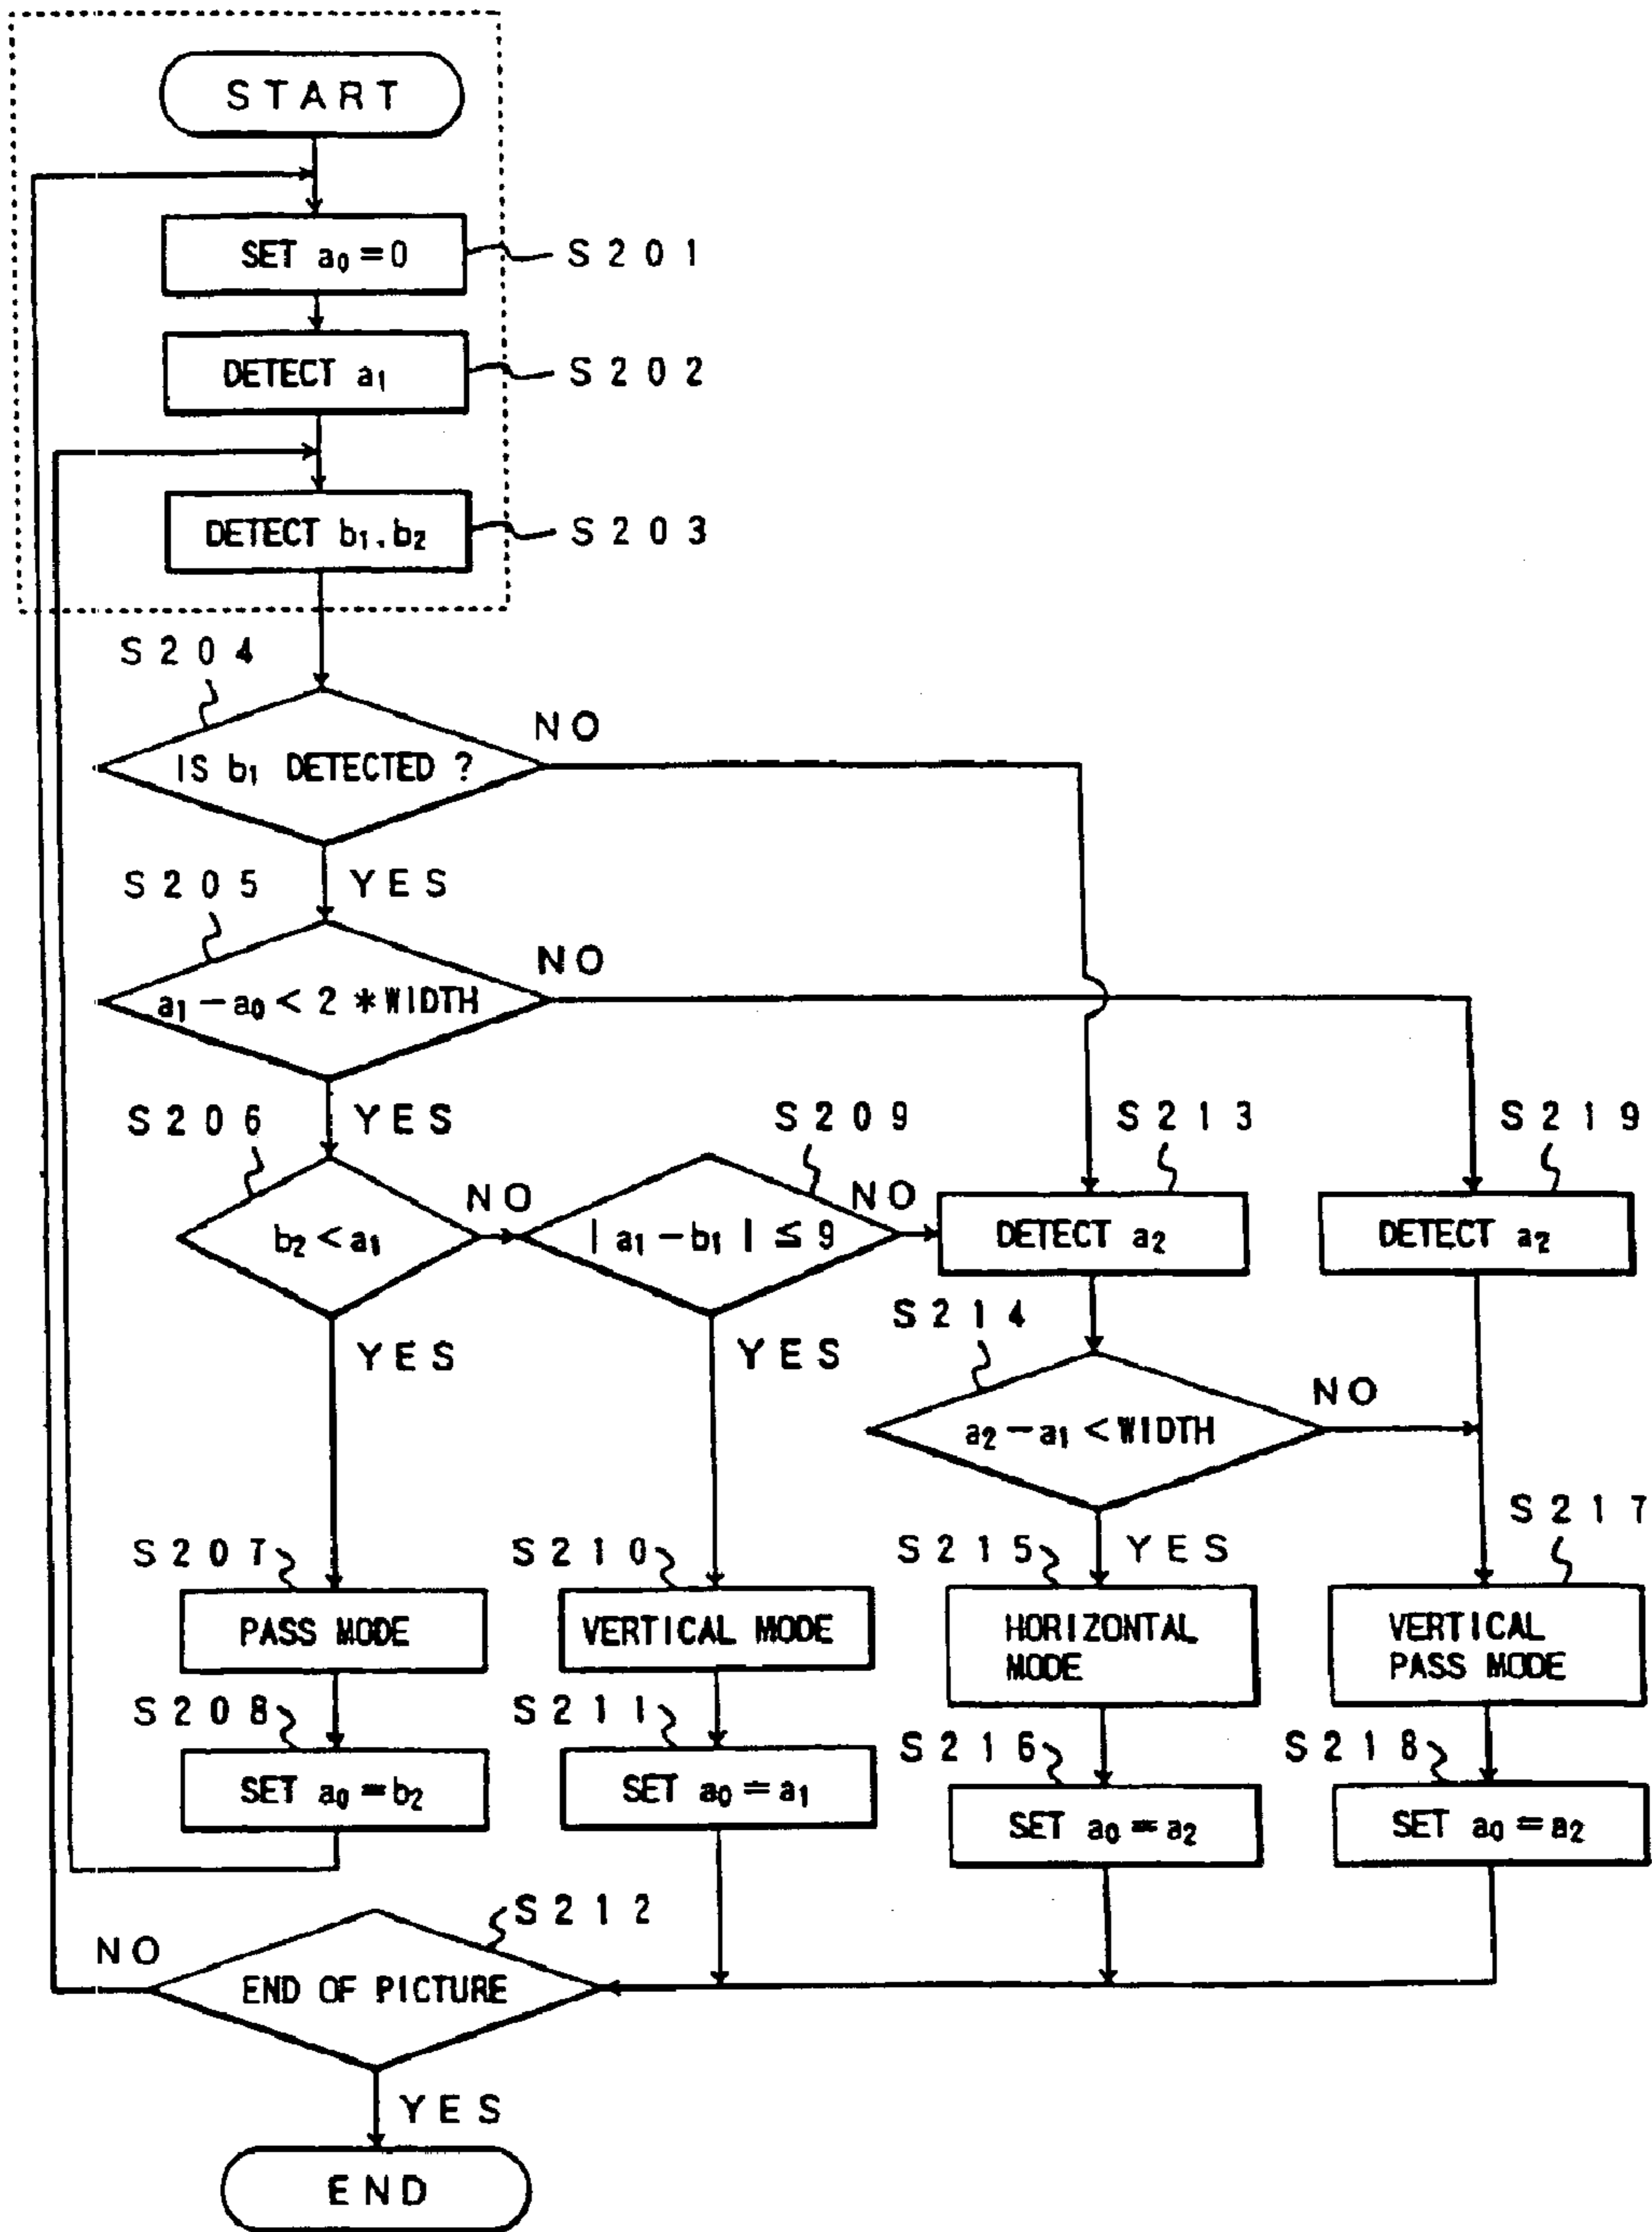 START
SET a₀ = 0
S201
DETECT a₁
S202
DETECT b₁. b₂
S203
S204
IS b₁ DETECTED ?
NO
YES
S205
a₁ − a₀ < 2 * WIDTH
NO
YES
S206
b₂ < a₁
NO
YES
S209
| a₁ − b₁ | ≤ 9
NO
YES
S213
DETECT a₂
S219
DETECT a₂
S214
a₂ − a₁ < WIDTH
NO
YES
S207
PASS MODE
S210
VERTICAL MODE
S215
HORIZONTAL
MODE
S217
VERTICAL
PASS MODE
S208
SET a₀ = b₂
S211
SET a₀ = a₁
S216
SET a₀ = a₂
S218
SET a₀ = a₂
S212
END OF PICTURE
NO
YES
END